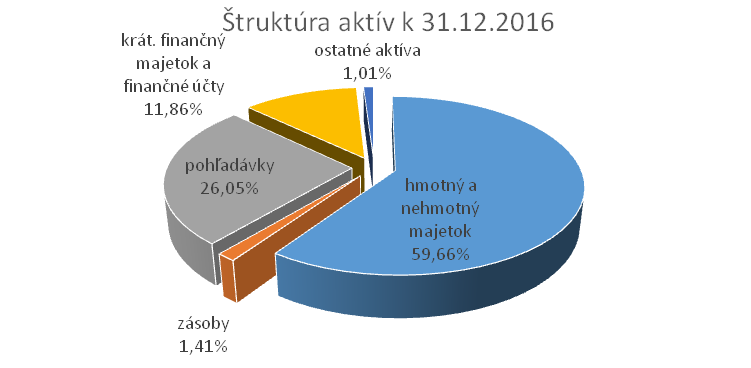 Štruktúra aktív k 31.12.2016
krát. finančný
majetok a
finančné účty
11,86%
ostatné aktíva
1,01%
pohľadávky
26,05%
hmotný a
nehmotný
majetok
59,66%
zásoby
1,41%